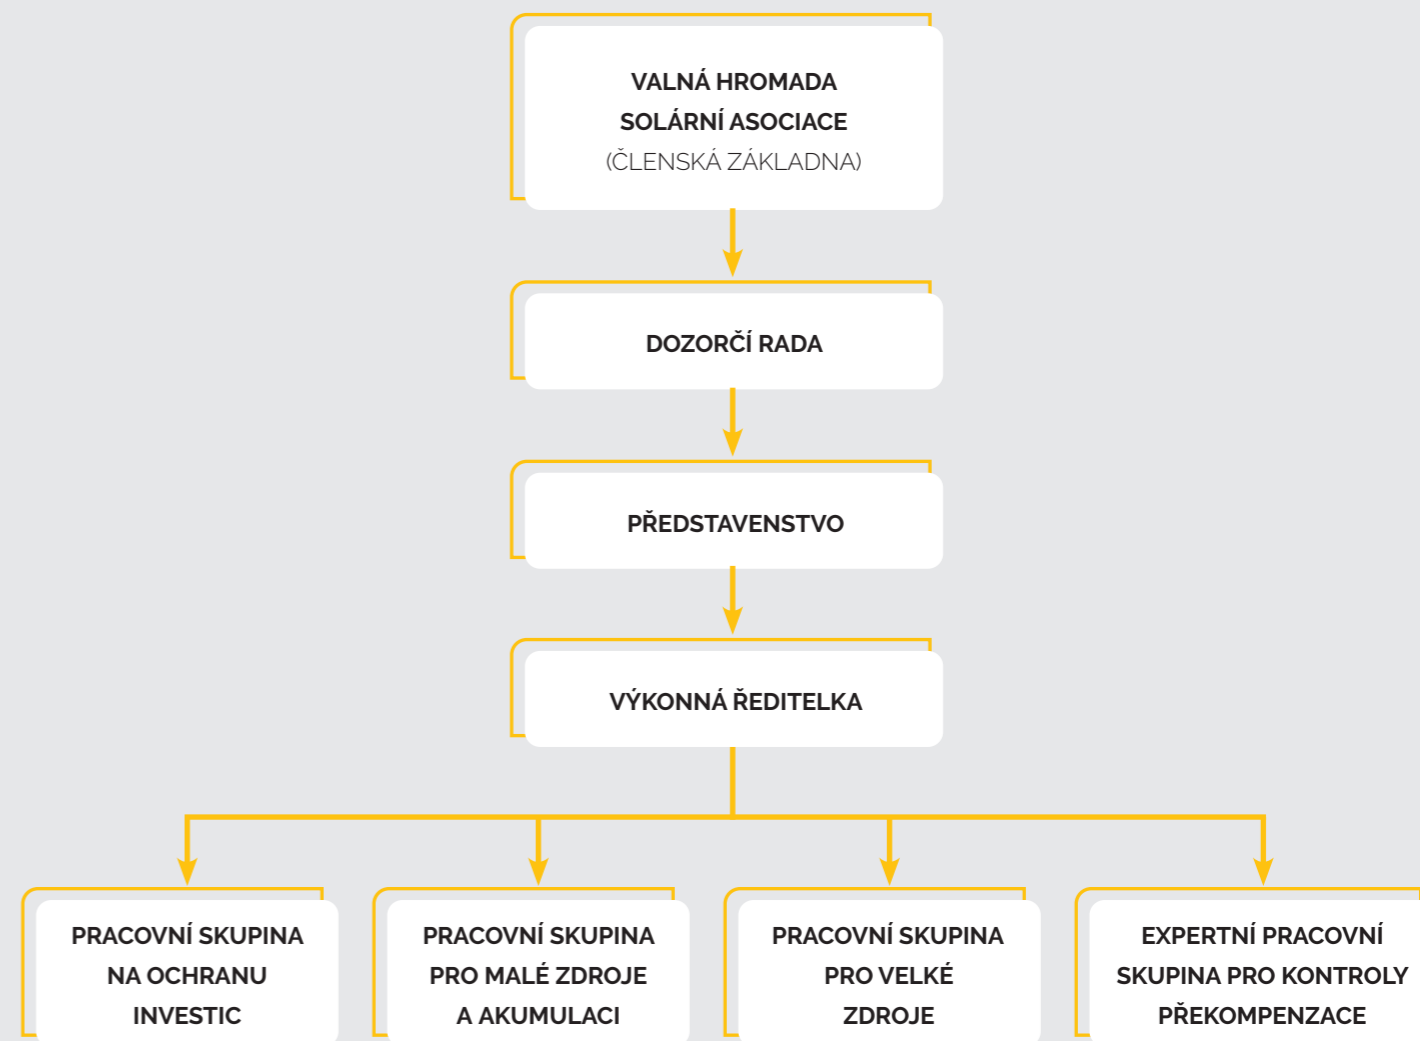 VALNÁ HROMADA
SOLÁRNÍ ASOCIACE
(ČLENSKÁ ZÁKLADNA)
DOZORČÍ RADA
PŘEDSTAVENSTVO
VÝKONNÁ ŘEDITELKA
PRACOVNÍ SKUPINA
NA OCHRANU
INVESTIC
PRACOVNÍ SKUPINA
PRO MALÉ ZDROJE
A AKUMULACI
PRACOVNÍ SKUPINA
PRO VELKÉ
ZDROJE
EXPERTNÍ PRACOVNÍ
SKUPINA PRO KONTROLY
PŘEKOMPENZACE